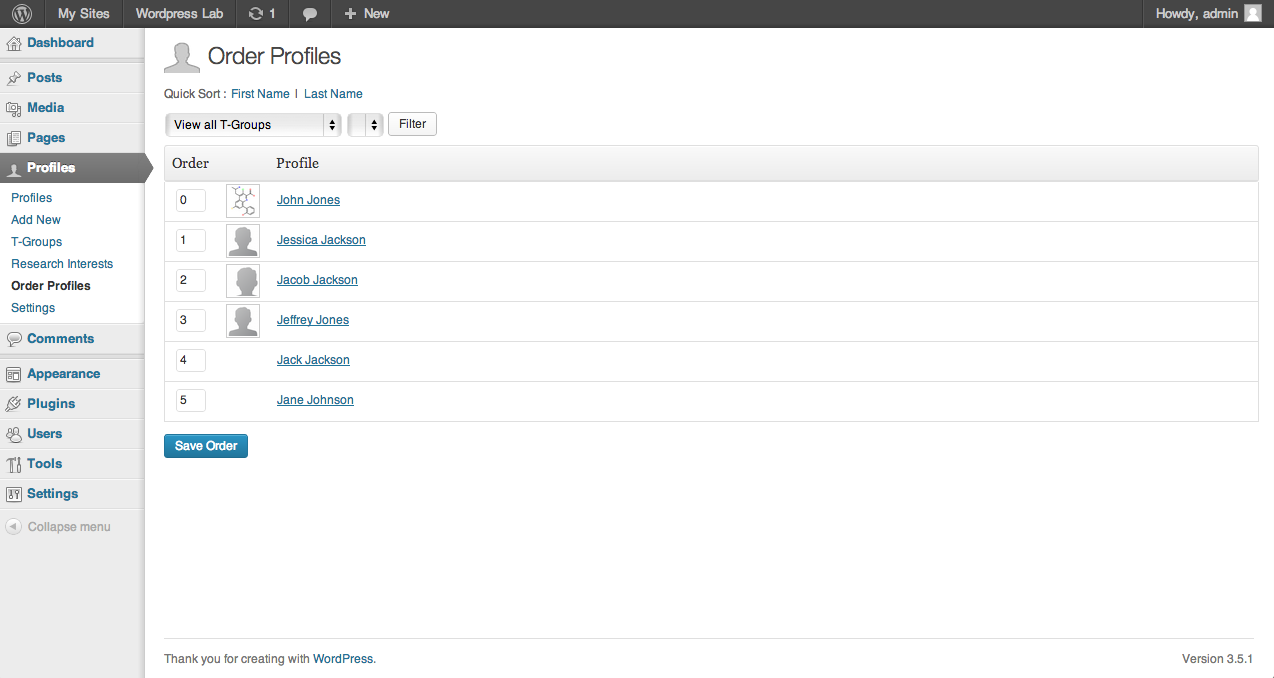 My Sites Wordpress Lab 1 New Howdy, admin
Dashboard
Posts
Media
Pages
Profiles
Profiles
Add New
T-Groups
Research Interests
Order Profiles
Settings
Comments
Appearance
Plugins
Users
Tools
Settings
Collapse menu
Order Profiles
Quick Sort : First Name | Last Name
View all T-Groups Filter
Order Profile
0 John Jones
1 Jessica Jackson
2 Jacob Jackson
3 Jeffrey Jones
4 Jack Jackson
5 Jane Johnson
Save Order
Thank you for creating with WordPress. Version 3.5.1